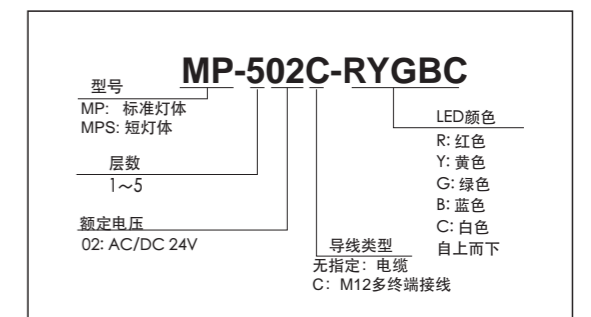 MP-502C-RYGBC
型号
MP: 标准灯体
MPS: 短灯体
层数
1～5
额定电压
02: AC/DC 24V
导线类型
无指定：电缆
C：M12多终端接线
LED颜色
R: 红色
Y: 黄色
G: 绿色
B: 蓝色
C: 白色
自上而下